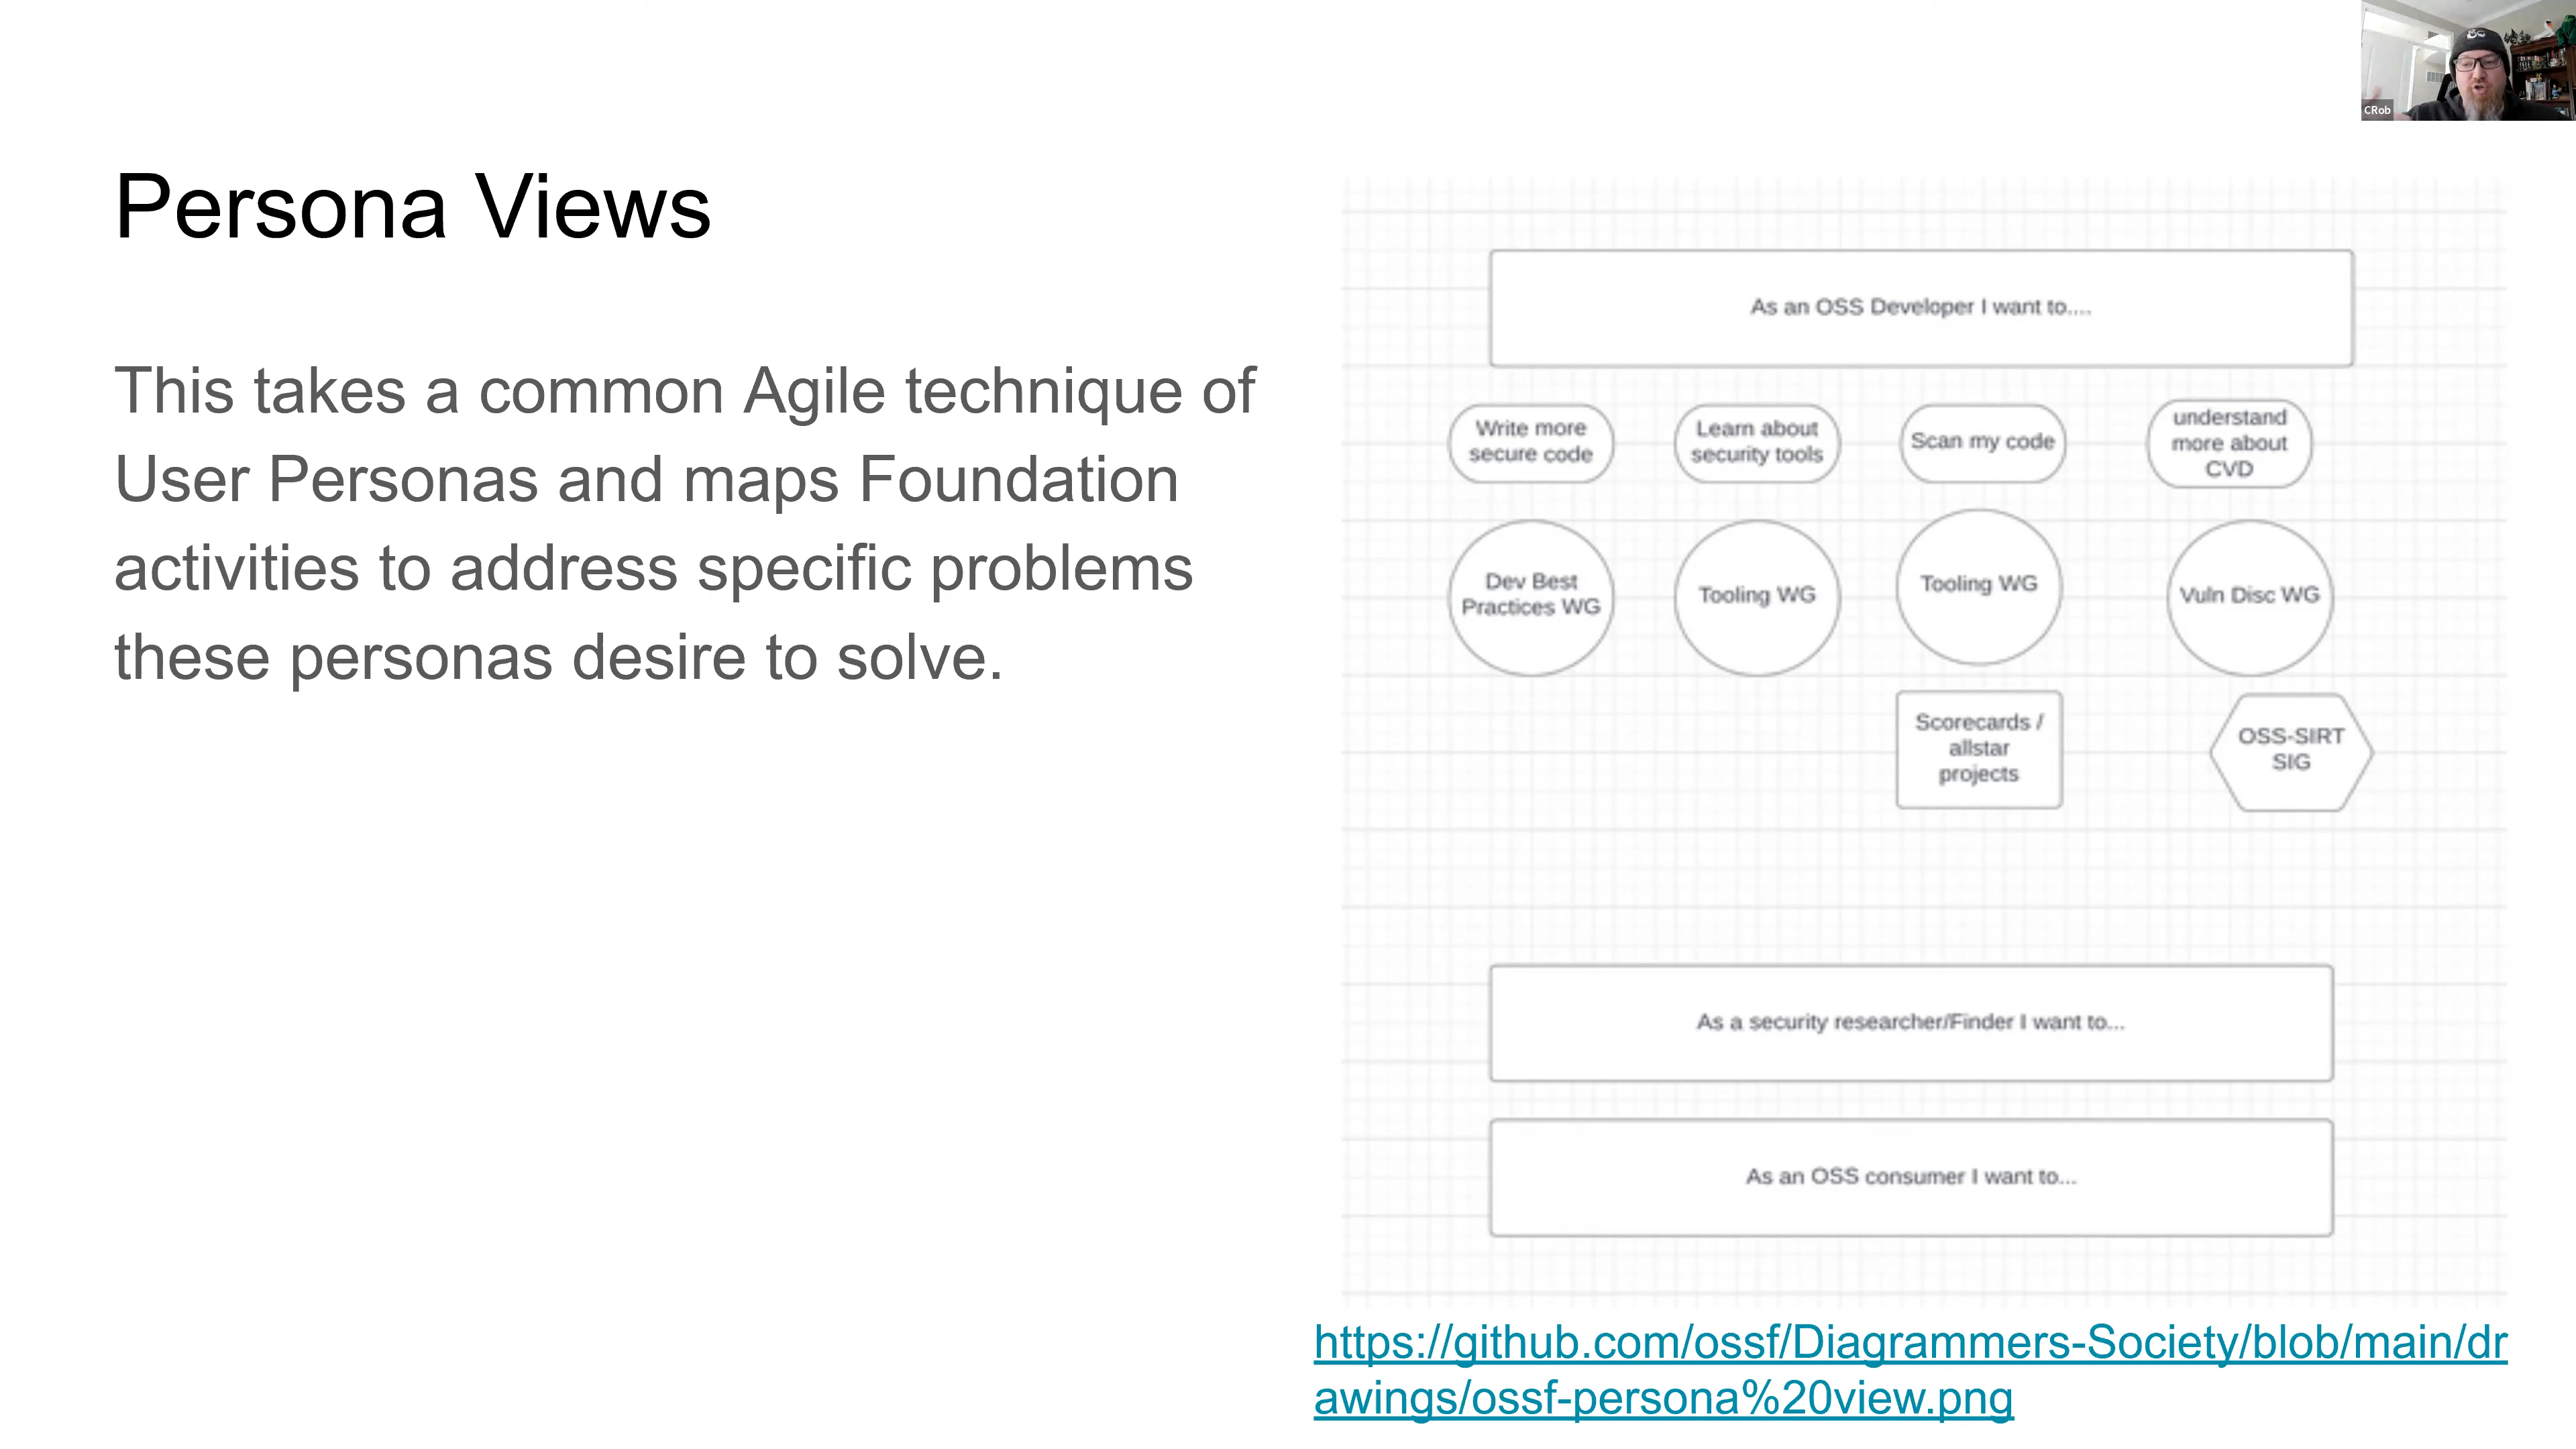 CRob
Persona Views
This takes a common Agile technique of
User Personas and maps Foundation
activities to address specific problems
these personas desire to solve.
As an OSS Developer I want to....
Write more
secure code
Learn about
security tools
Scan my code
understand
more about
CVD
Dev Best
Practices WG
Tooling WG
Tooling WG
Vuln Disc WG
Scorecards /
allstar
projects
OSS-SIRT
SIG
As a security researcher/Finder I want to...
As an OSS consumer I want to...
https://github.com/ossf/Diagrammers-Society/blob/main/dr
awings/ossf-persona%20view.png